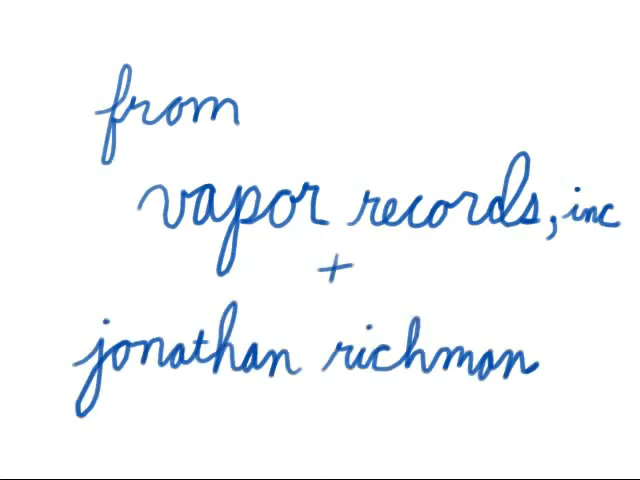 from
vapor records, inc
+
jonathan richman